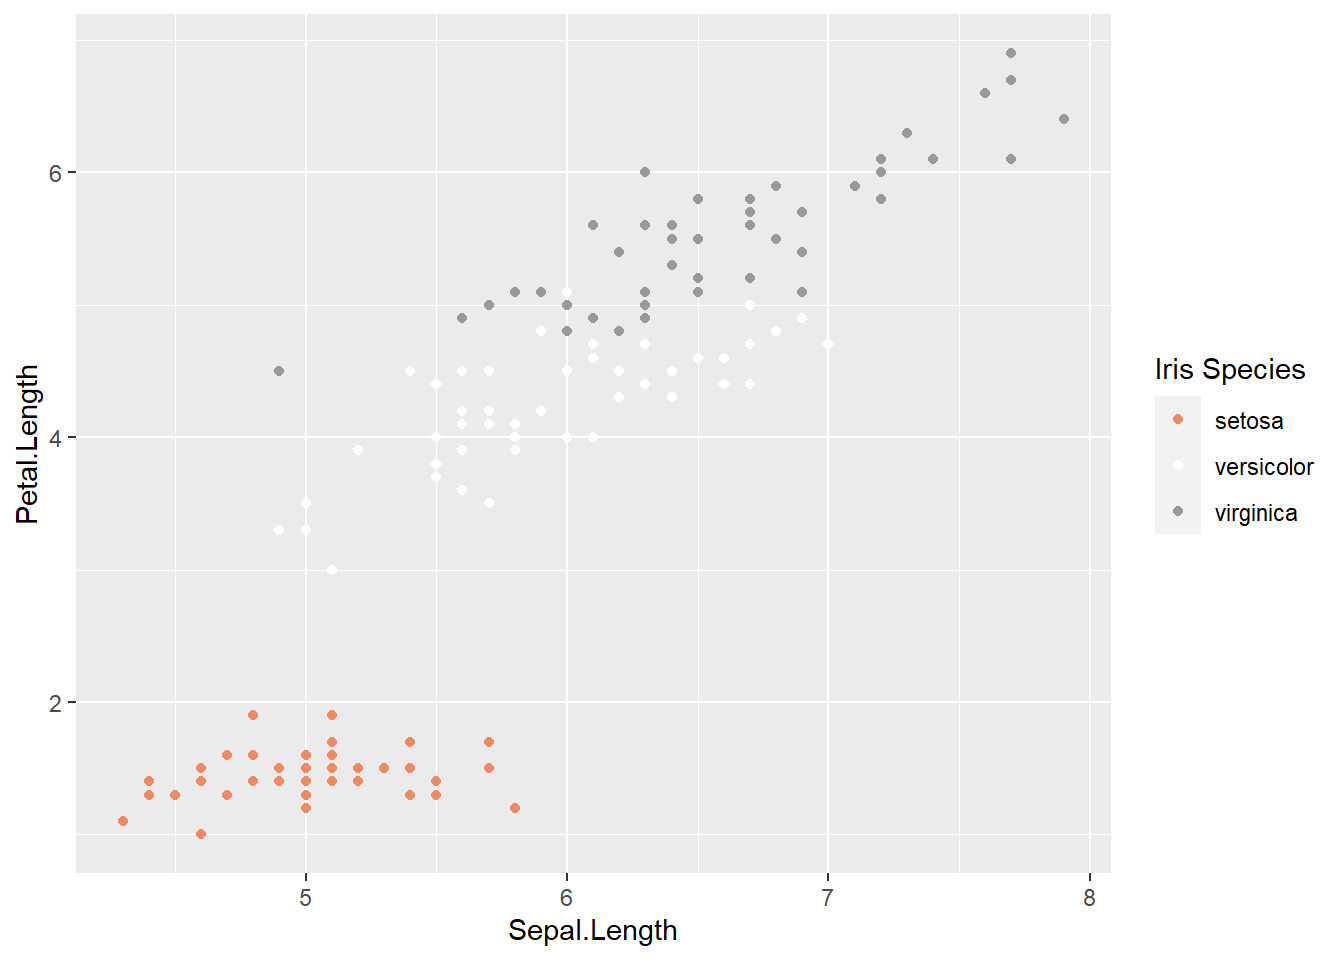 6
4
2
Petal.Length
5
6
7
8
Sepal.Length
Iris Species
setosa
versicolor
virginica